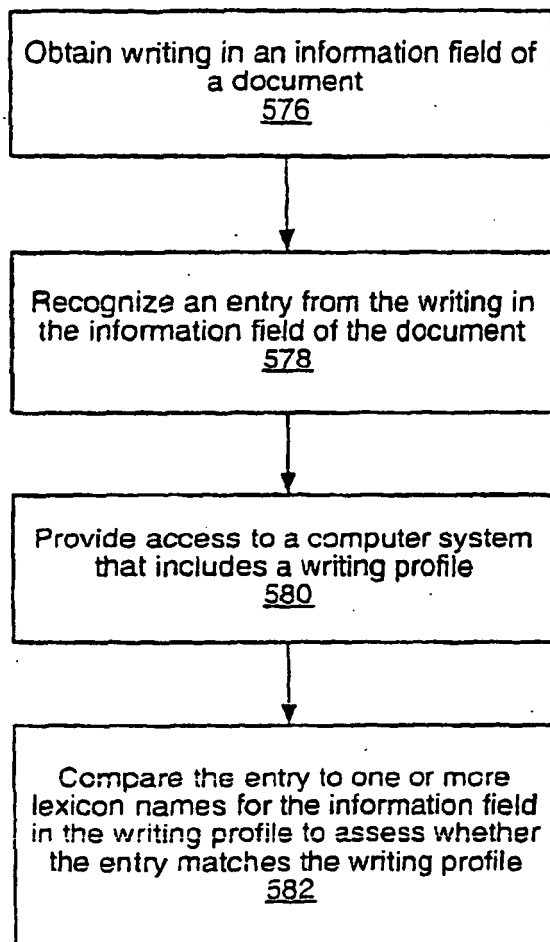 Obtain writing in an information field of
a document
576
Recognize an entry from the writing in
the information field of the document
578
Provide access to a computer system
that includes a writing profile
580
Compare the entry to one or more
lexicon names for the information field
in the writing profile to assess whether
the entry matches the writing profile
582